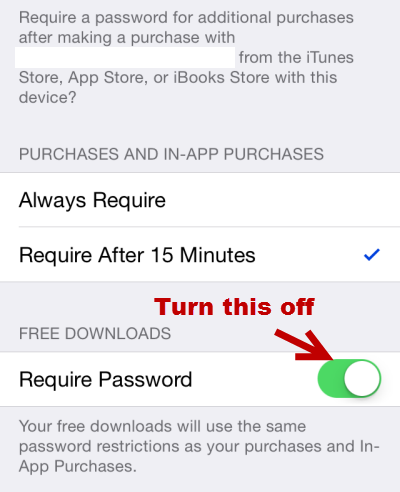 Require a password for additional purchases
after making a purchase with
from the iTunes
Store, App Store, or iBooks Store with this
device?
PURCHASES AND IN-APP PURCHASES
Always Require
Require After 15 Minutes
Turn this off
FREE DOWNLOADS
Require Password
Your free downloads will use the same
password restrictions as your purchases and In-
App Purchases.